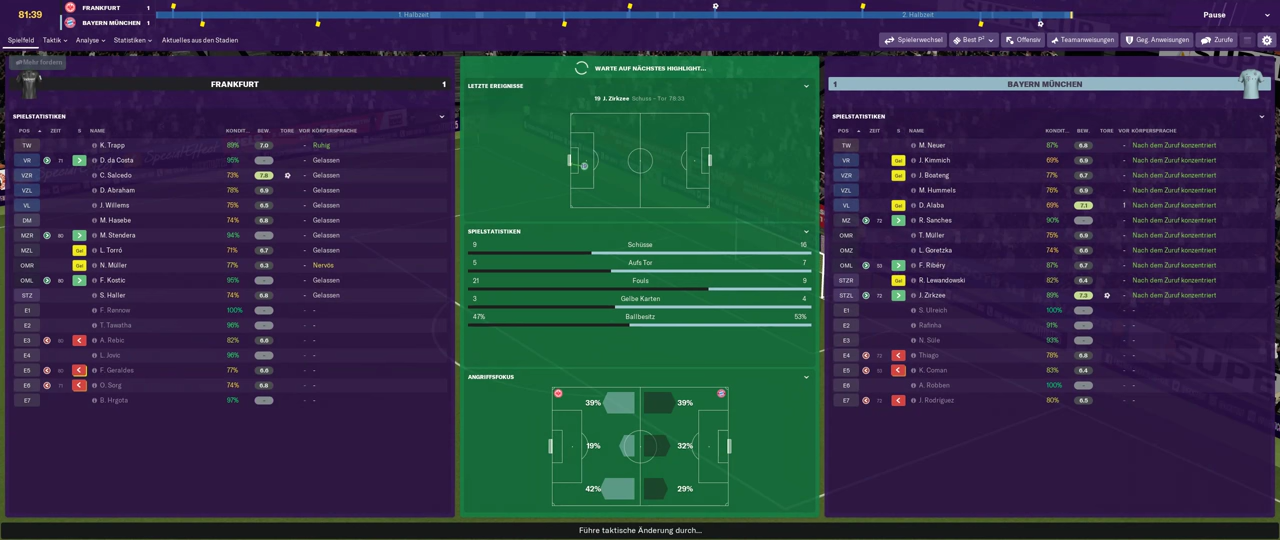 FRANKFURT 1
81:39
BAYERN MÜNCHEN 1
1. Halbzeit 2. Halbzeit
Pause
Spielfeld Taktik Analyse Statistiken Aktuelles aus den Stadien
Spielerwechsel Best P! Offensiv Teamanweisungen Geg. Anweisungen Zurufe
Mehr fordern
FRANKFURT 1
SPIELSTATISTIKEN
POS ZEIT S NAME KONDIT... BEW. TORE VOR KÖRPERSPRACHE
TW K. Trapp 89% 7.0 - Ruhig
VR 71 D. da Costa 95% - - Gelassen
VZR C. Salcedo 73% 7.8 - Gelassen
VZL D. Abraham 78% 6.9 - Gelassen
VL J. Willems 75% 6.5 - Gelassen
DM M. Hasebe 74% 6.8 - Gelassen
MZR 80 M. Stendera 94% - - Gelassen
MZL Gel L. Torró 71% 6.7 - Gelassen
OMR Gel N. Müller 77% 6.3 - Nervös
OML 80 F. Kostic 95% - - Gelassen
STZ S. Haller 74% 6.8 - Gelassen
E1 F. Rønnow 100% - - -
E2 T. Tawatha 96% - - -
E3 80 A. Rebic 82% 6.6 - -
E4 L. Jovic 96% - - -
E5 80 F. Geraldes 77% 6.6 - -
E6 71 O. Sorg 74% 6.8 - -
E7 B. Hrgota 97% - - -
WARTE AUF NÄCHSTES HIGHLIGHT...
LETZTE EREIGNISSE
19 J. Zirkzee Schuss - Tor 78:33
SPIELSTATISTIKEN
9 Schüsse 16
5 Aufs Tor 7
21 Fouls 9
3 Gelbe Karten 4
47% Ballbesitz 53%
ANGRIFFSFOKUS
39% 39%
19% 32%
42% 29%
1 BAYERN MÜNCHEN
SPIELSTATISTIKEN
POS ZEIT S NAME KONDIT... BEW. TORE VOR KÖRPERSPRACHE
TW M. Neuer 87% 6.8 - Nach dem Zuruf konzentriert
VR Gel J. Kimmich 69% 6.9 - Nach dem Zuruf konzentriert
VZR Gel J. Boateng 77% 6.7 - Nach dem Zuruf konzentriert
VZL M. Hummels 76% 6.9 - Nach dem Zuruf konzentriert
VL Gel D. Alaba 69% 7.1 1 Nach dem Zuruf konzentriert
MZ 72 R. Sanches 90% - - Nach dem Zuruf konzentriert
OMR T. Müller 75% 6.9 - Nach dem Zuruf konzentriert
OMZ L. Goretzka 74% 6.6 - Nach dem Zuruf konzentriert
OML F. Ribéry 87% 6.7 - Nach dem Zuruf konzentriert
STZR Gel R. Lewandowski 82% 6.4 - Nach dem Zuruf konzentriert
STZL 72 J. Zirkzee 89% 7.3 - Nach dem Zuruf konzentriert
E1 S. Ulreich 100% - - -
E2 Rafinha 91% - - -
E3 N. Süle 93% - - -
E4 72 Thiago 78% 6.8 - -
E5 K. Coman 83% 6.4 - -
E6 A. Robben 100% - - -
E7 72 J. Rodríguez 80% 6.5 - -
Führe taktische Änderung durch...